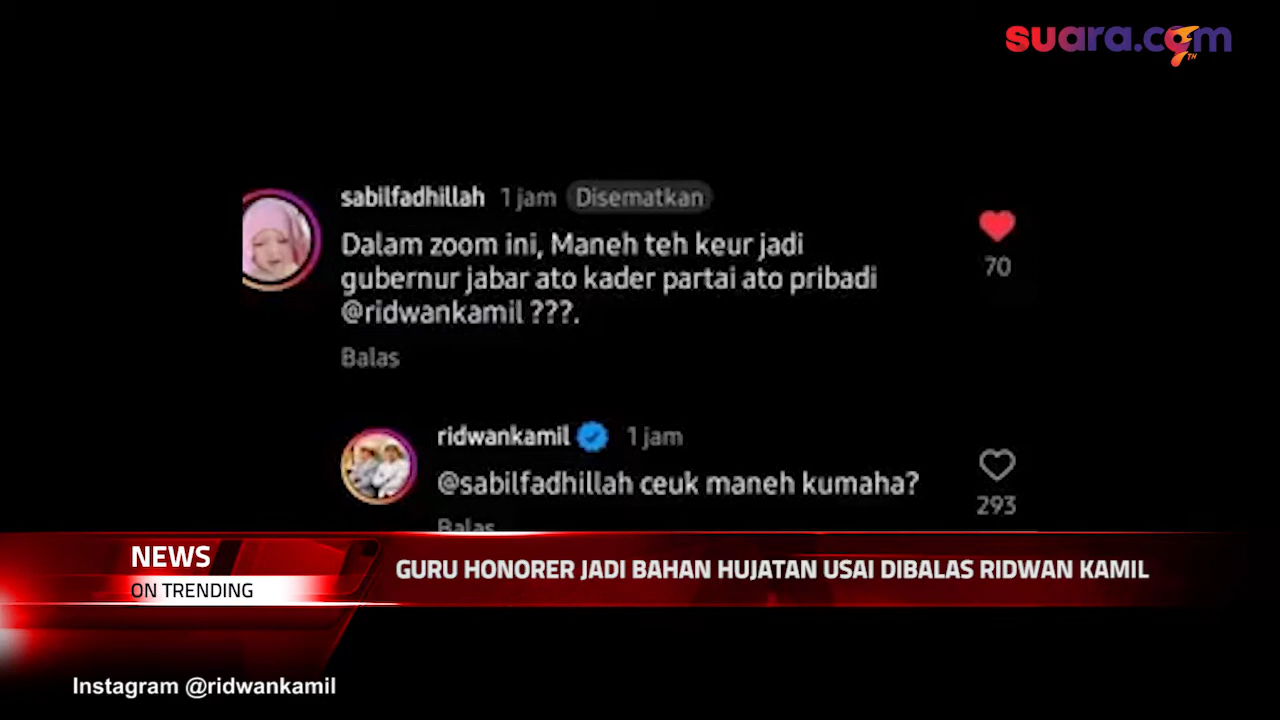 suara.com
TH
sabilfadhillah 1 jam Disematkan
Dalam zoom ini, Maneh teh keur jadi
gubernur jabar ato kader partai ato pribadi
@ridwankamil ???.
70
Balas
ridwankamil 1 jam
@sabilfadhillah ceuk maneh kumaha?
293
Balas
NEWS
ON TRENDING
GURU HONORER JADI BAHAN HUJATAN USAI DIBALAS RIDWAN KAMIL
Instagram @ridwankamil